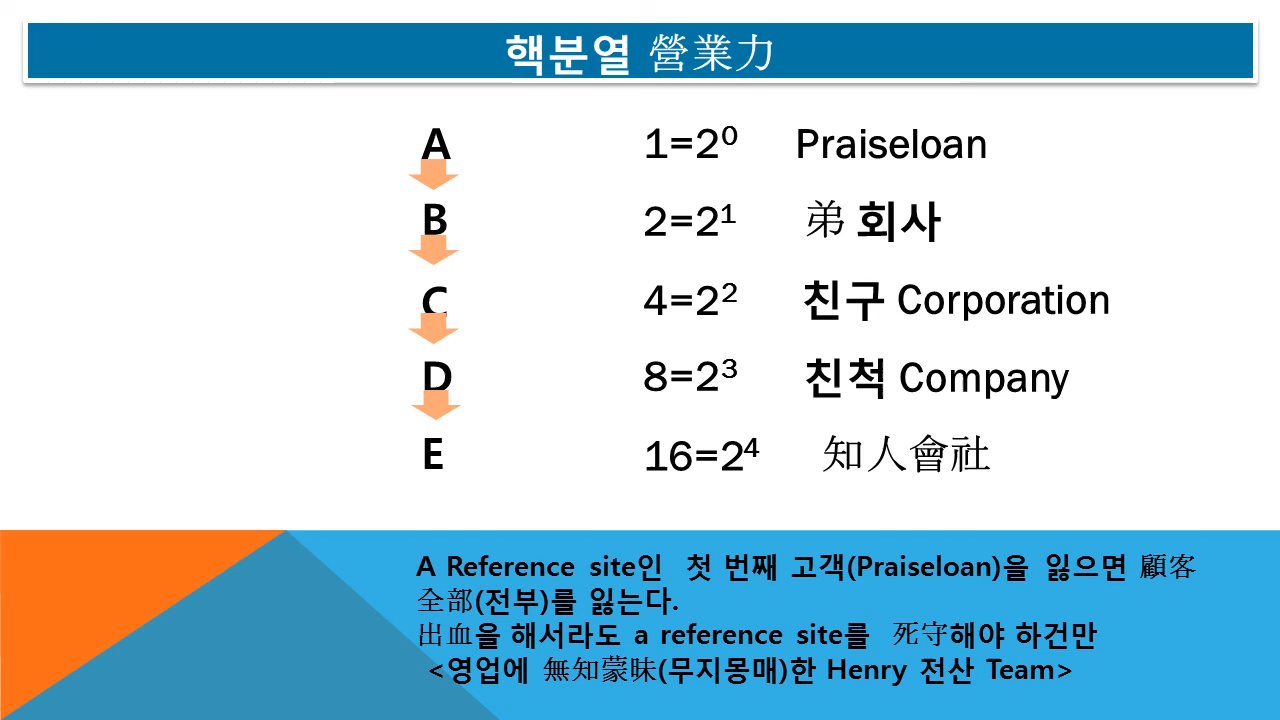 핵분열 營業力
A 1=2⁰ Praiseloan
B 2=2¹ 弟 회사
C 4=2² 친구 Corporation
D 8=2³ 친척 Company
E 16=2⁴ 知人會社
A Reference site인 첫 번째 고객(Praiseloan)을 잃으면 顧客
全部(전부)를 잃는다.
出血을 해서라도 a reference site를 死守해야 하건만
<영업에 無知蒙昧(무지몽매)한 Henry 전산 Team>